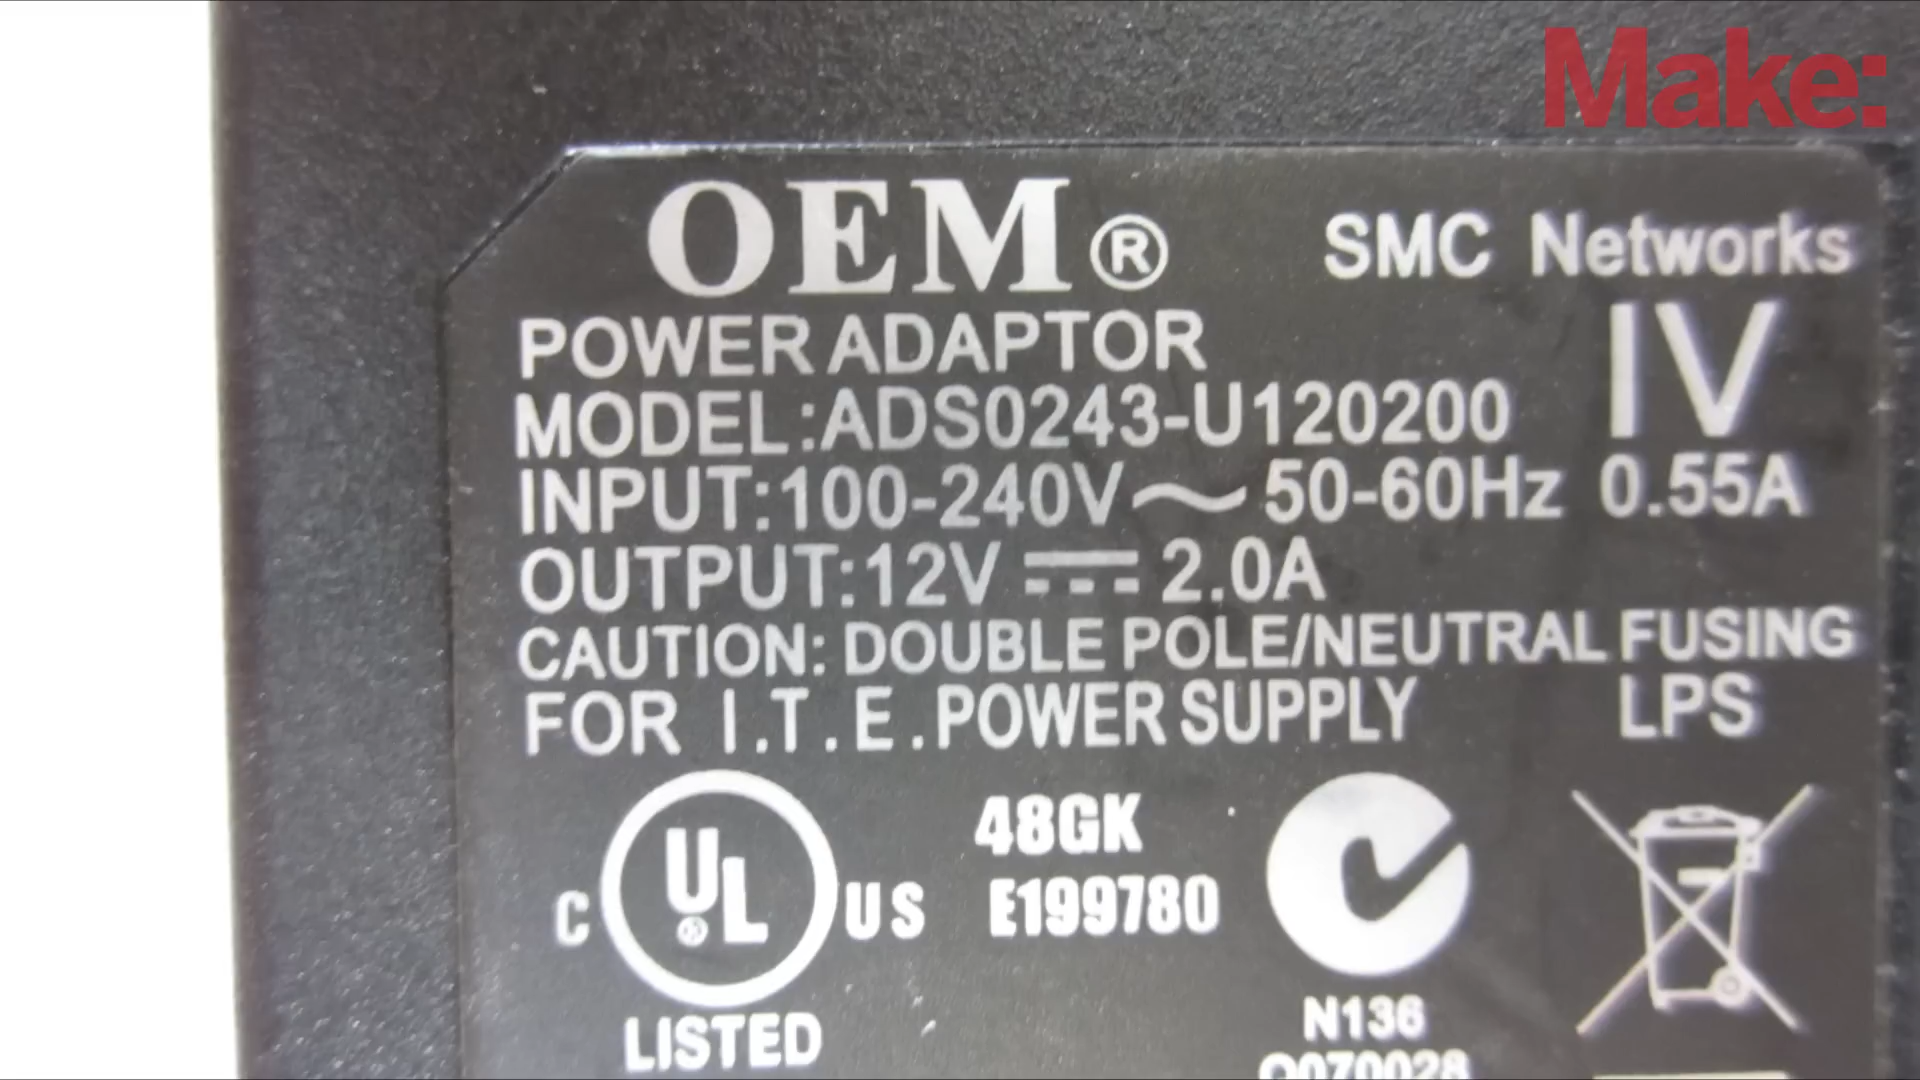 Make:
OEM® SMC Networks
POWER ADAPTOR IV
MODEL:ADS0243-U120200
INPUT:100-240V~50-60Hz 0.55A
OUTPUT:12V⎓2.0A
CAUTION: DOUBLE POLE/NEUTRAL FUSING
FOR I.T.E.POWER SUPPLY LPS
C UL® US
LISTED
48GK
E199780
N136
Q070028